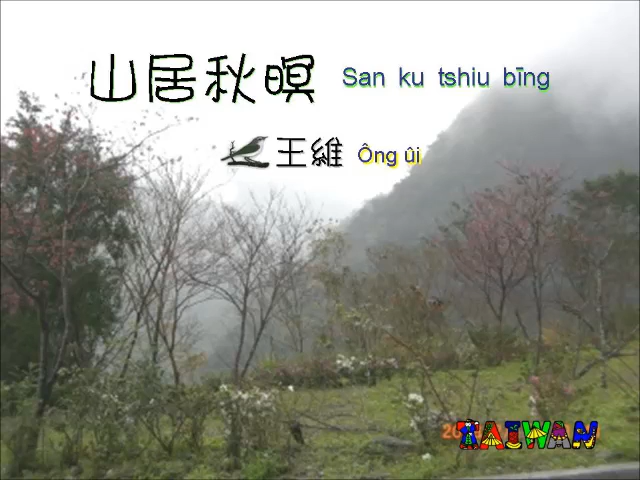 山居秋暝 San ku tshiu bīng
王維 Ông ûi
TAIWAN